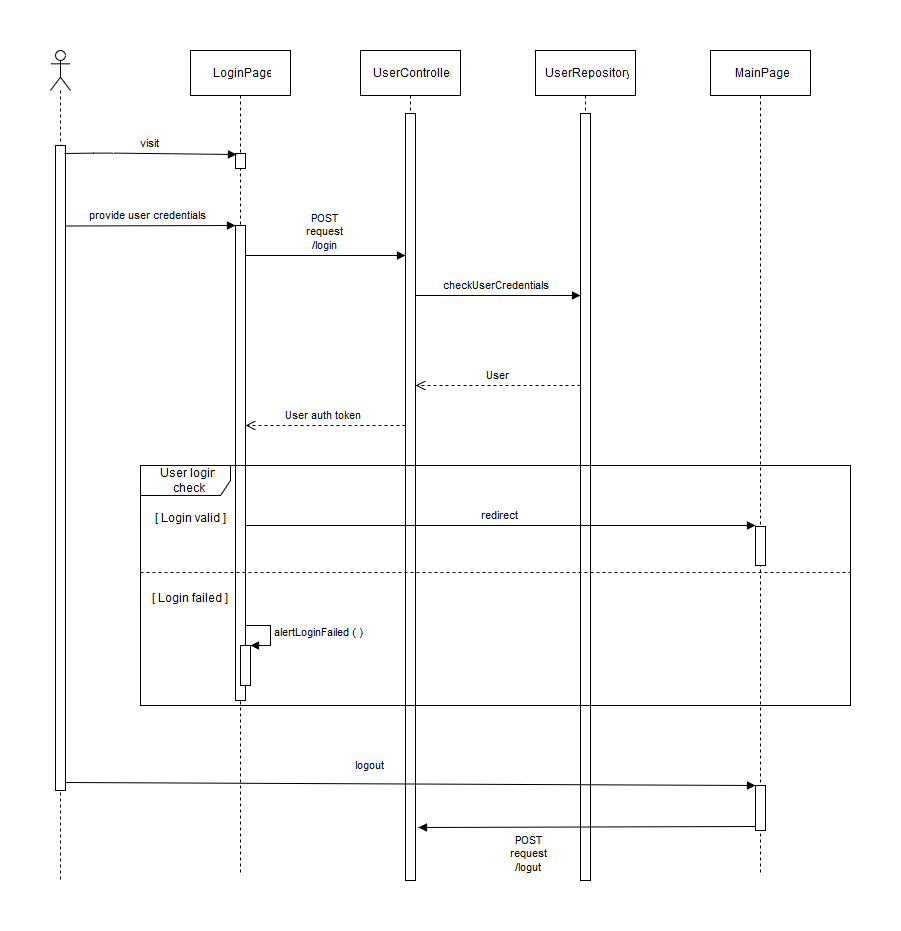 LoginPage
UserControlle
UserRepository
MainPage
visit
provide user credentials
POST
request
/login
checkUserCredentials
User
User auth token
User login
check
[ Login valid ]
redirect
[ Login failed ]
alertLoginFailed ( )
logout
POST
request
/logut